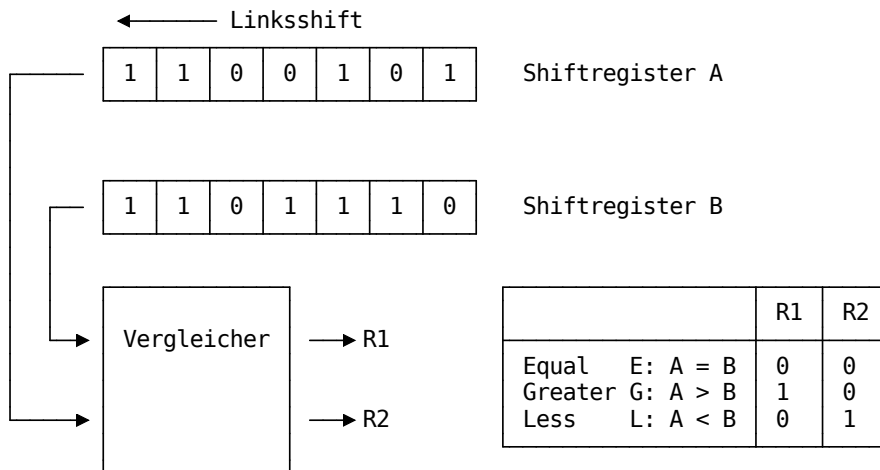 Linksshift
1 1 0 0 1 0 1 Shiftregister A
1 1 0 1 1 1 0 Shiftregister B
R1 R2
Vergleicher R1
Equal E: A = B 0 0
Greater G: A > B 1 0
R2 Less L: A < B 0 1